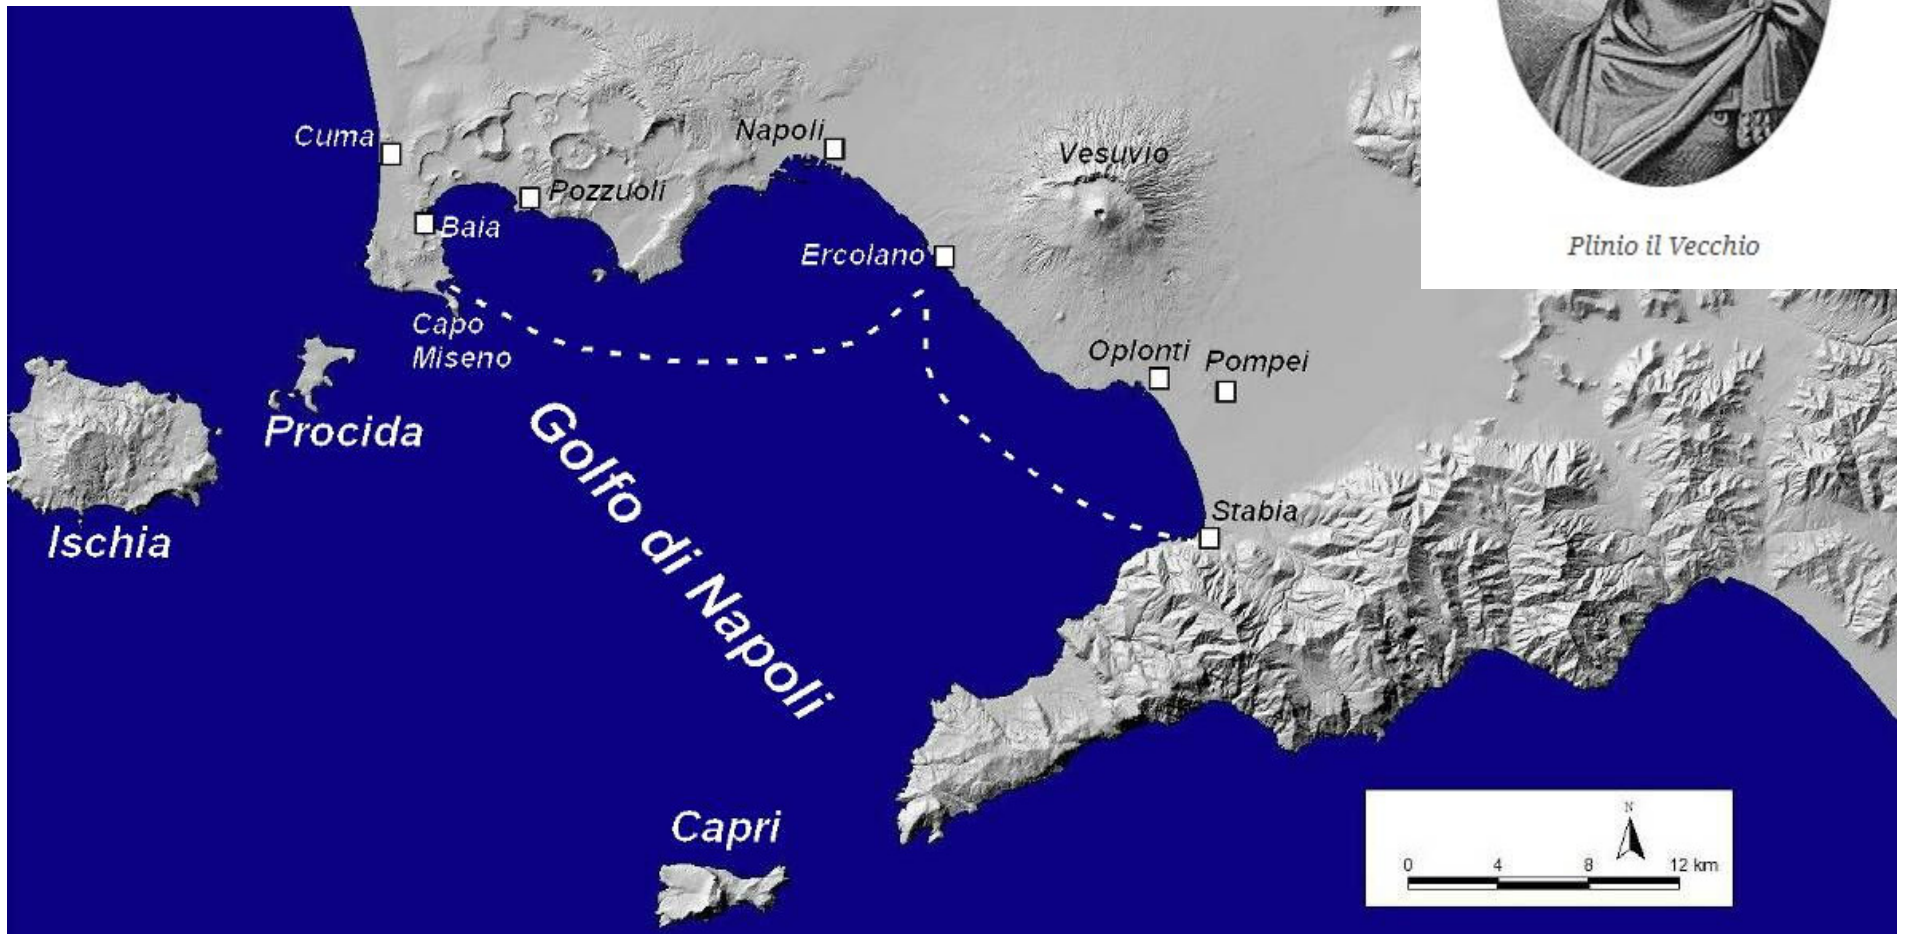 Plinio il Vecchio
Cuma
Napoli
Vesuvio
Pozzuoli
Baia
Ercolano
Capo
Miseno
Oplonti
Pompei
Procida
Golfo di Napoli
Stabia
Ischia
Capri
N
0 4 8 12 km